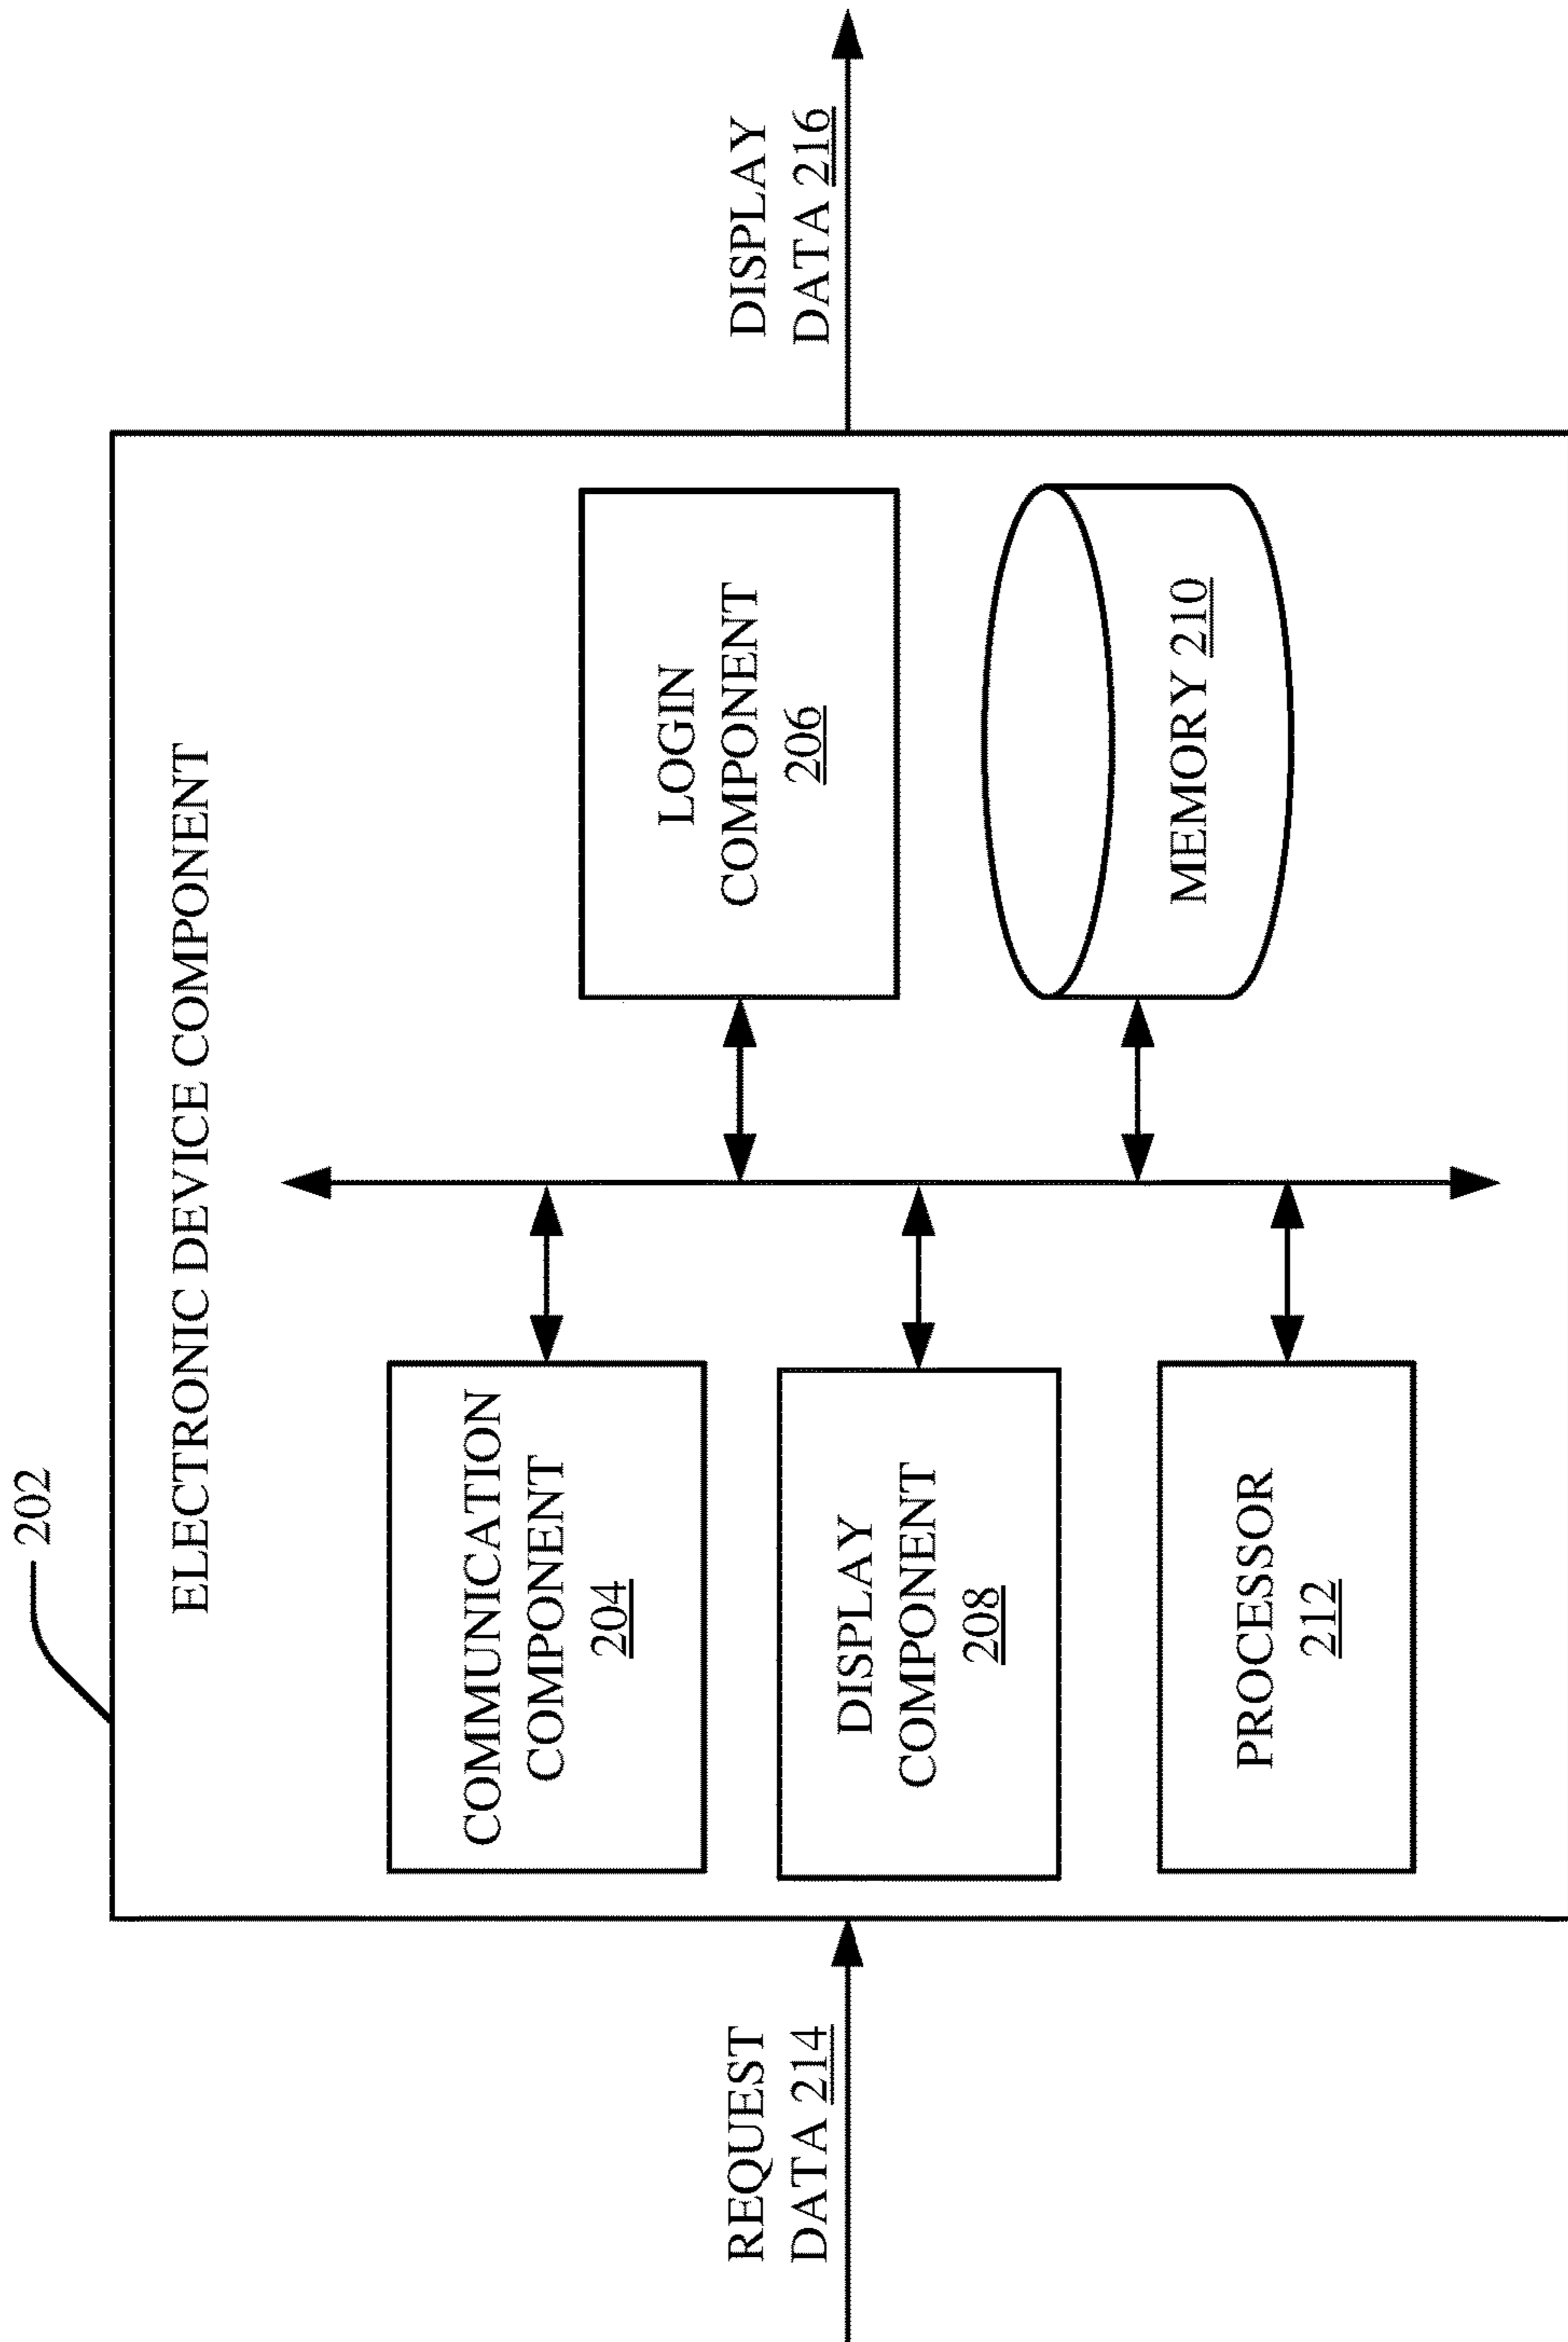 202
ELECTRONIC DEVICE COMPONENT
COMMUNICATION
COMPONENT
204
LOGIN
COMPONENT
206
REQUEST
DATA 214
DISPLAY
DATA 216
DISPLAY
COMPONENT
208
MEMORY 210
PROCESSOR
212